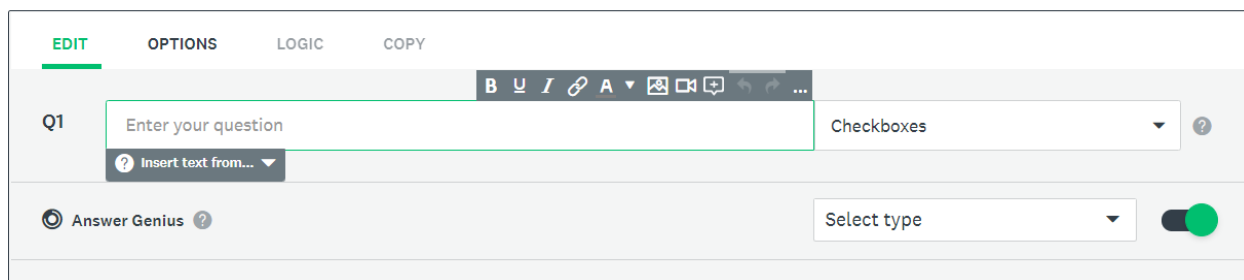 EDIT OPTIONS LOGIC COPY
B U I A ...
Q1 Enter your question Checkboxes ?
? Insert text from...
Answer Genius ? Select type